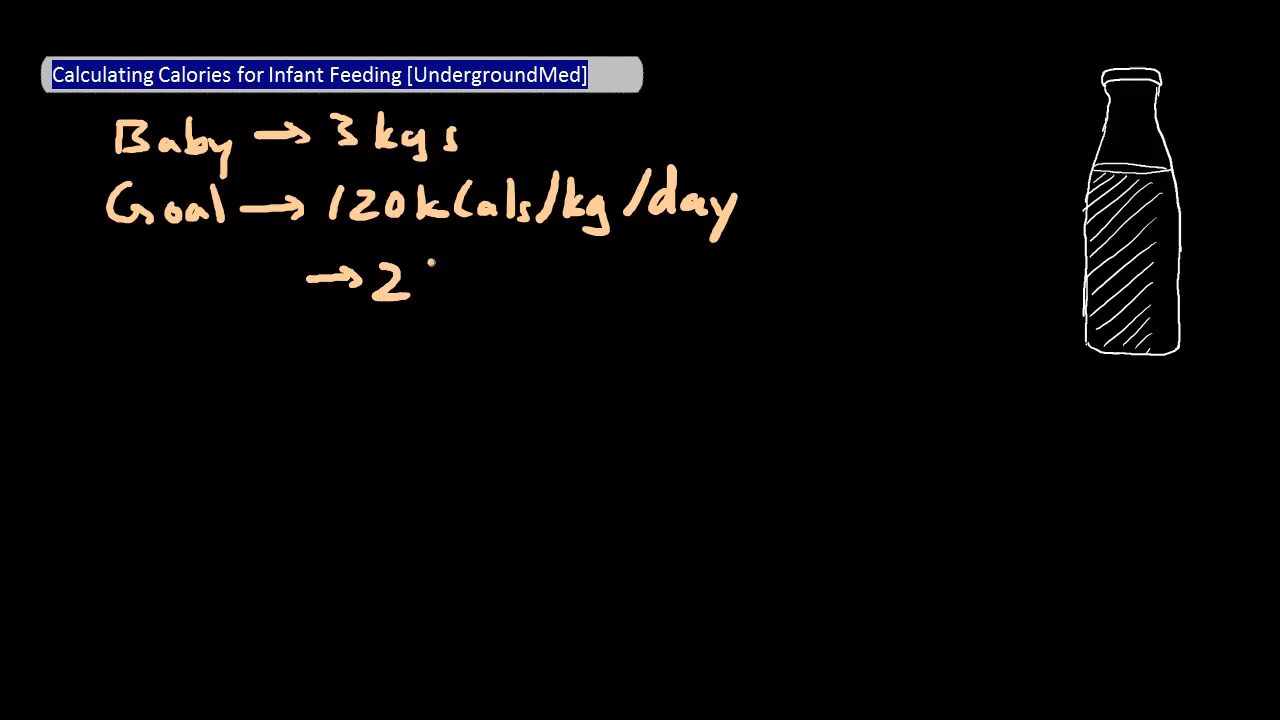 Calculating Calories for Infant Feeding [UndergroundMed]
Baby → 3 kgs
Goal → 120 kCals/kg/day
→ 2